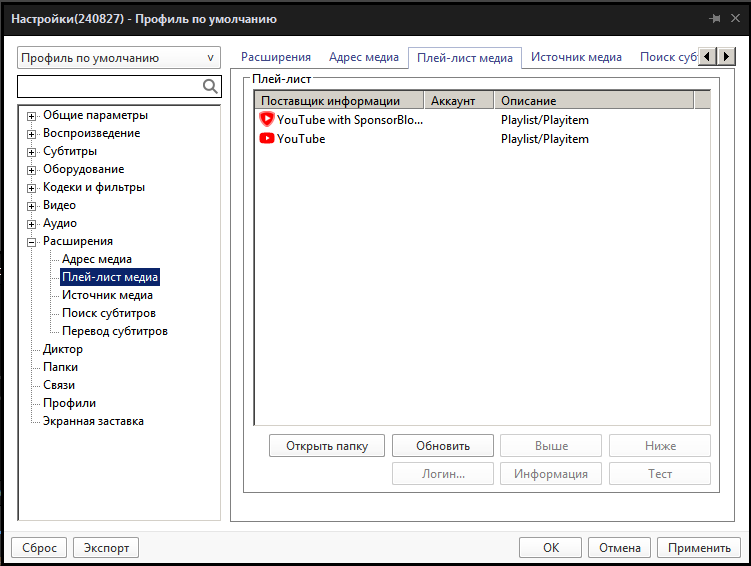 Настройки(240827) - Профиль по умолчанию
Профиль по умолчанию
Общие параметры
Воспроизведение
Субтитры
Оборудование
Кодеки и фильтры
Видео
Аудио
Расширения
Адрес медиа
Плей-лист медиа
Источник медиа
Поиск субтитров
Перевод субтитров
Диктор
Папки
Связи
Профили
Экранная заставка
Расширения Адрес медиа Плей-лист медиа Источник медиа Поиск суб
Плей-лист
Поставщик информации Аккаунт Описание
YouTube with SponsorBlo... Playlist/Playitem
YouTube Playlist/Playitem
Открыть папку Обновить Выше Ниже
Логин... Информация Тест
Сброс Экспорт OK Отмена Применить